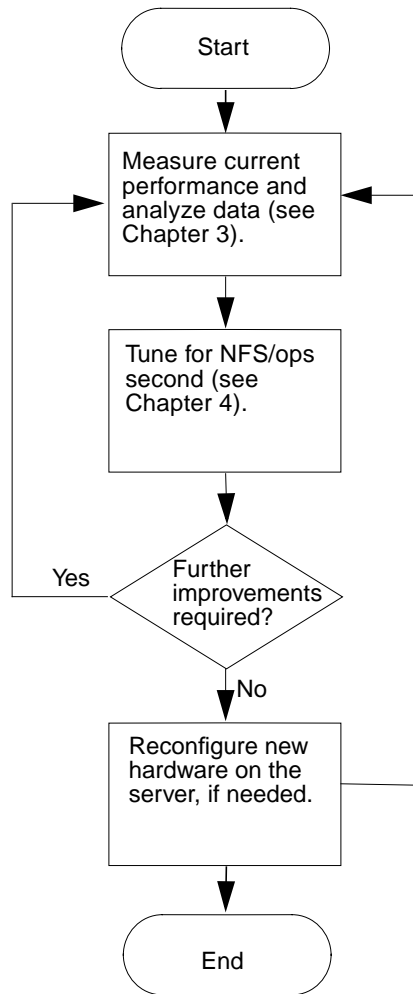 Start
Measure current
performance and
analyze data (see
Chapter 3).
Tune for NFS/ops
second (see
Chapter 4).
Further
improvements
required?
Yes
No
Reconfigure new
hardware on the
server, if needed.
End